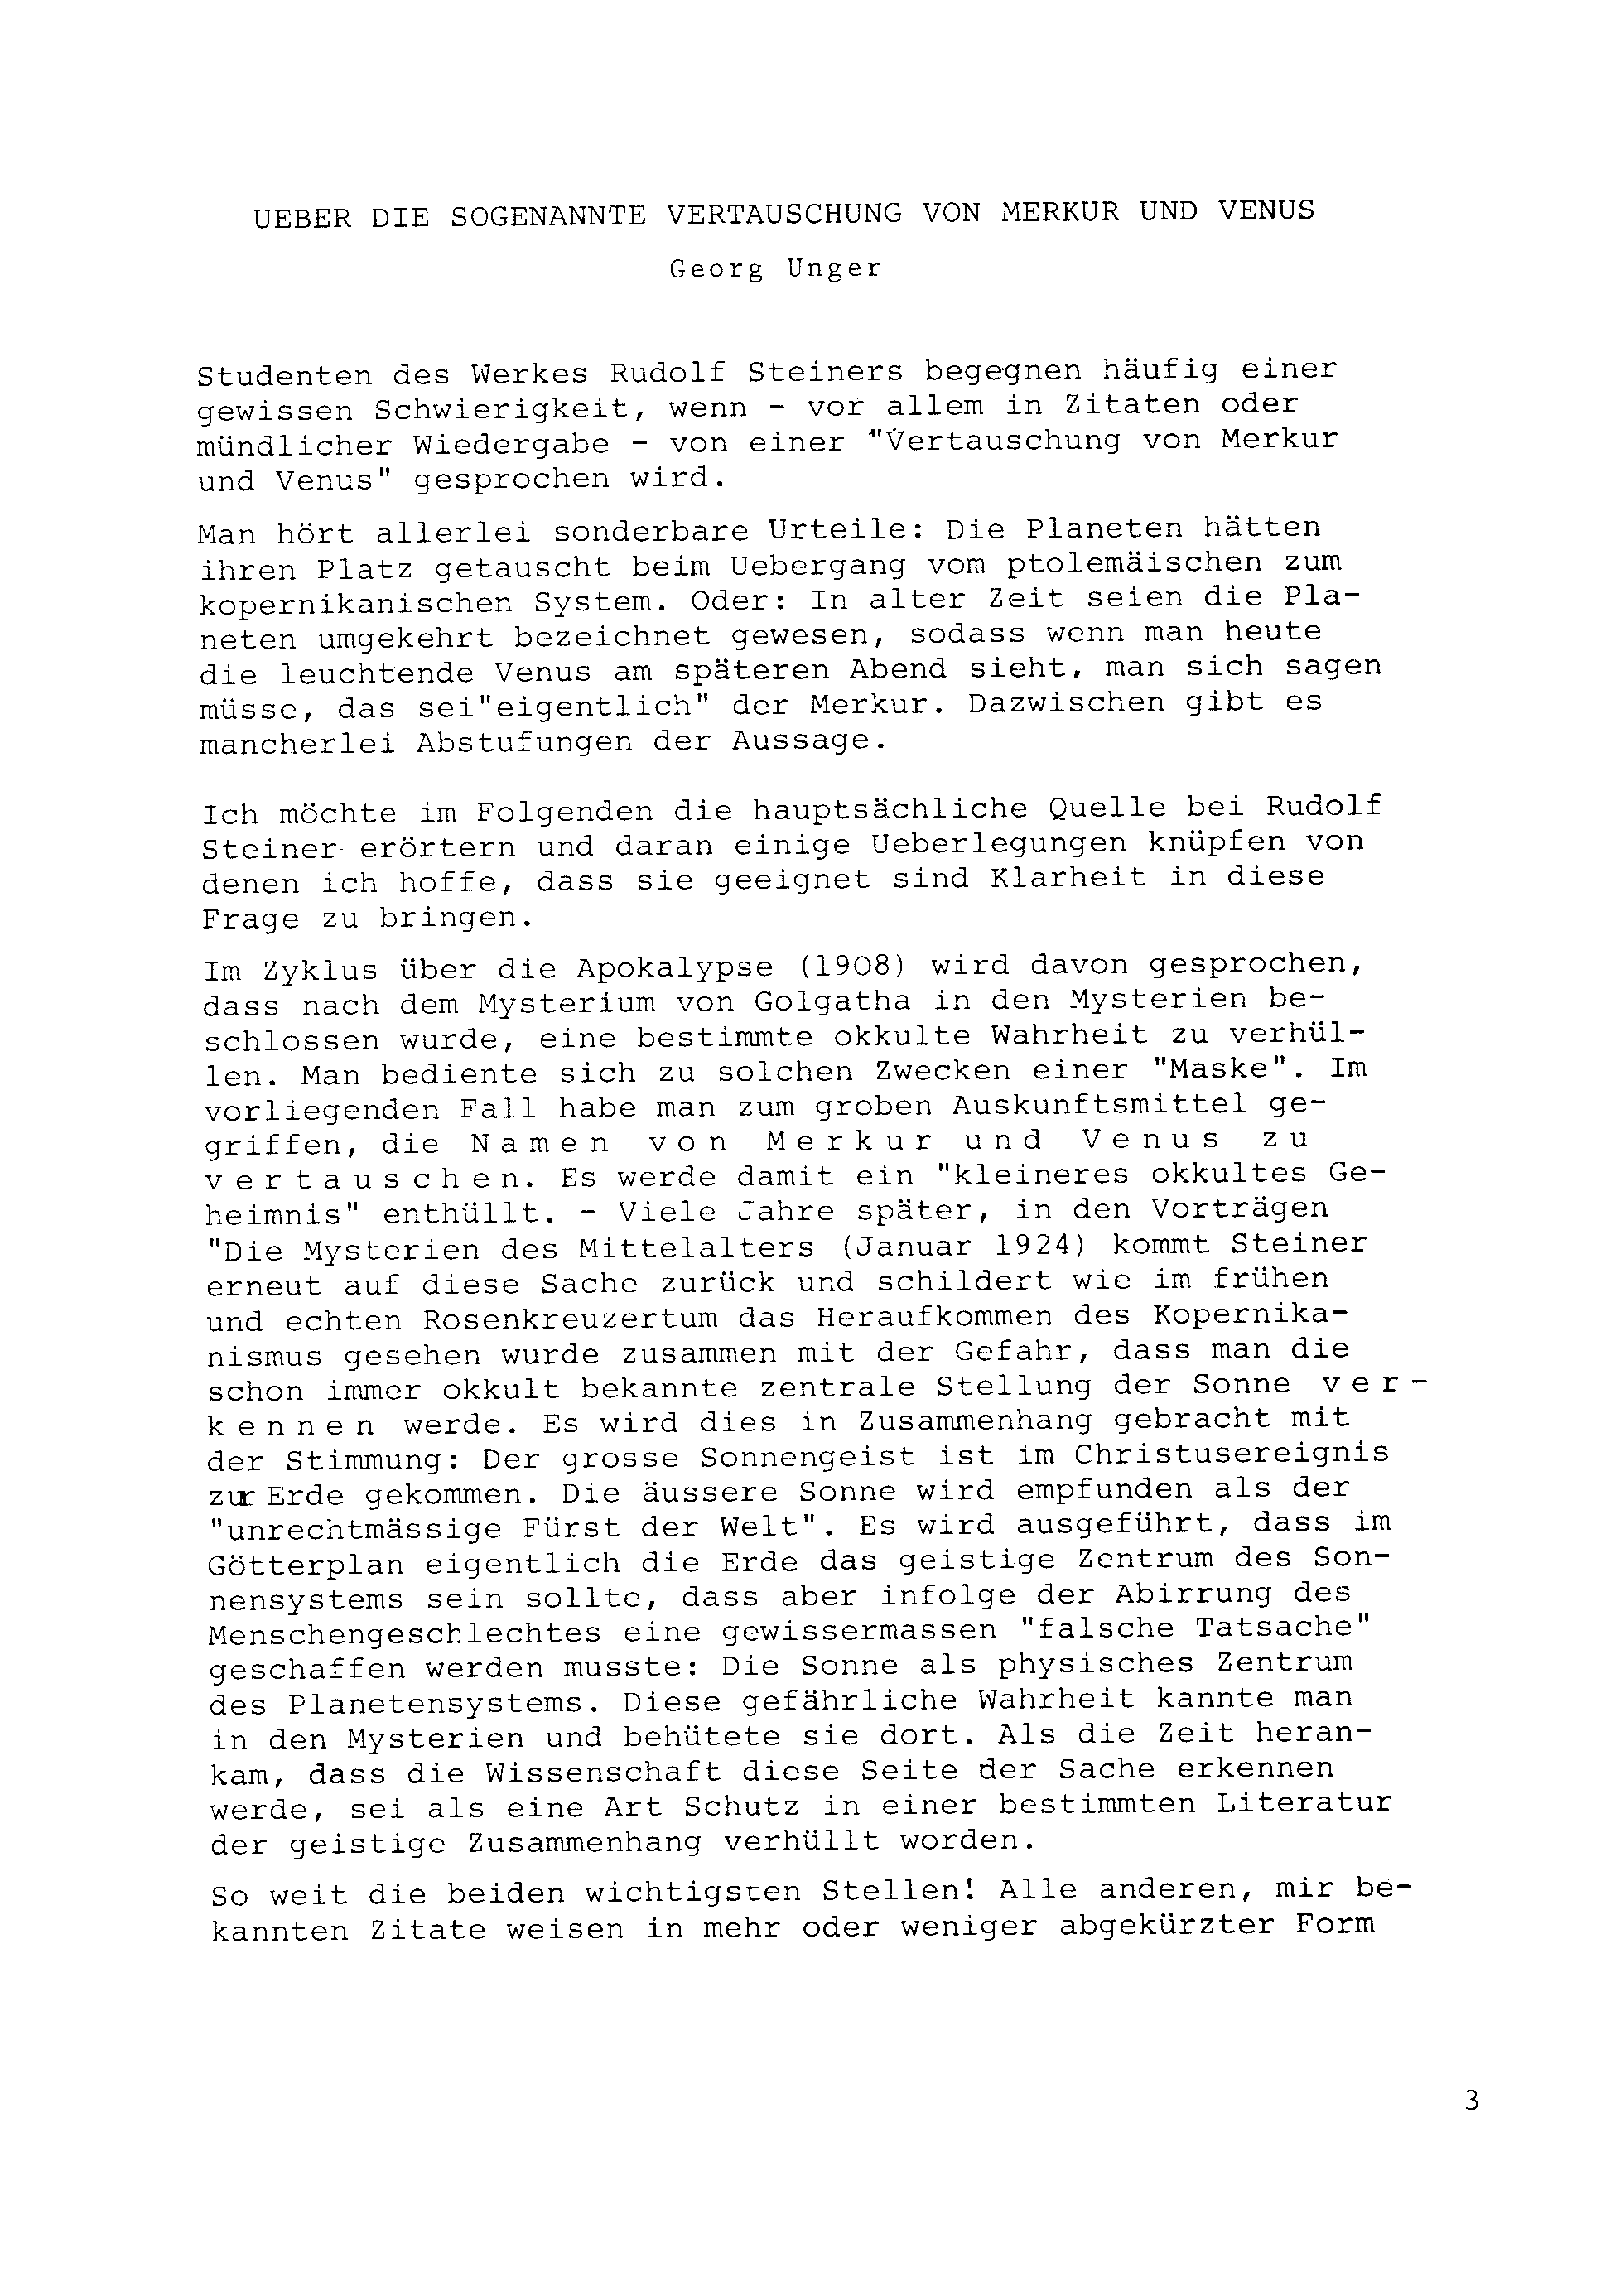 UEBER DIE SOGENANNTE VERTAUSCHUNG VON MERKUR UND VENUS
Georg Unger
Studenten des Werkes Rudolf Steiners begegnen häufig einer
gewissen Schwierigkeit, wenn - vor allem in Zitaten oder
mündlicher Wiedergabe - von einer "Vertauschung von Merkur
und Venus" gesprochen wird.
Man hört allerlei sonderbare Urteile: Die Planeten hätten
ihren Platz getauscht beim Uebergang vom ptolemäischen zum
kopernikanischen System. Oder: In alter Zeit seien die Pla-
neten umgekehrt bezeichnet gewesen, sodass wenn man heute
die leuchtende Venus am späteren Abend sieht, man sich sagen
müsse, das sei"eigentlich" der Merkur. Dazwischen gibt es
mancherlei Abstufungen der Aussage.
Ich möchte im Folgenden die hauptsächliche Quelle bei Rudolf
Steiner erörtern und daran einige Ueberlegungen knüpfen von
denen ich hoffe, dass sie geeignet sind Klarheit in diese
Frage zu bringen.
Im Zyklus über die Apokalypse (1908) wird davon gesprochen,
dass nach dem Mysterium von Golgatha in den Mysterien be-
schlossen wurde, eine bestimmte okkulte Wahrheit zu verhül-
len. Man bediente sich zu solchen Zwecken einer "Maske". Im
vorliegenden Fall habe man zum groben Auskunftsmittel ge-
griffen, die N a m e n  v o n  M e r k u r  u n d  V e n u s  z u
v e r t a u s c h e n. Es werde damit ein "kleineres okkultes Ge-
heimnis" enthüllt. - Viele Jahre später, in den Vorträgen
"Die Mysterien des Mittelalters (Januar 1924) kommt Steiner
erneut auf diese Sache zurück und schildert wie im frühen
und echten Rosenkreuzertum das Heraufkommen des Kopernika-
nismus gesehen wurde zusammen mit der Gefahr, dass man die
schon immer okkult bekannte zentrale Stellung der Sonne v e r -
k e n n e n werde. Es wird dies in Zusammenhang gebracht mit
der Stimmung: Der grosse Sonnengeist ist im Christusereignis
zur Erde gekommen. Die äussere Sonne wird empfunden als der
"unrechtmässige Fürst der Welt". Es wird ausgeführt, dass im
Götterplan eigentlich die Erde das geistige Zentrum des Son-
nensystems sein sollte, dass aber infolge der Abirrung des
Menschengeschlechtes eine gewissermassen "falsche Tatsache"
geschaffen werden musste: Die Sonne als physisches Zentrum
des Planetensystems. Diese gefährliche Wahrheit kannte man
in den Mysterien und behütete sie dort. Als die Zeit heran-
kam, dass die Wissenschaft diese Seite der Sache erkennen
werde, sei als eine Art Schutz in einer bestimmten Literatur
der geistige Zusammenhang verhüllt worden.
So weit die beiden wichtigsten Stellen! Alle anderen, mir be-
kannten Zitate weisen in mehr oder weniger abgekürzter Form
3